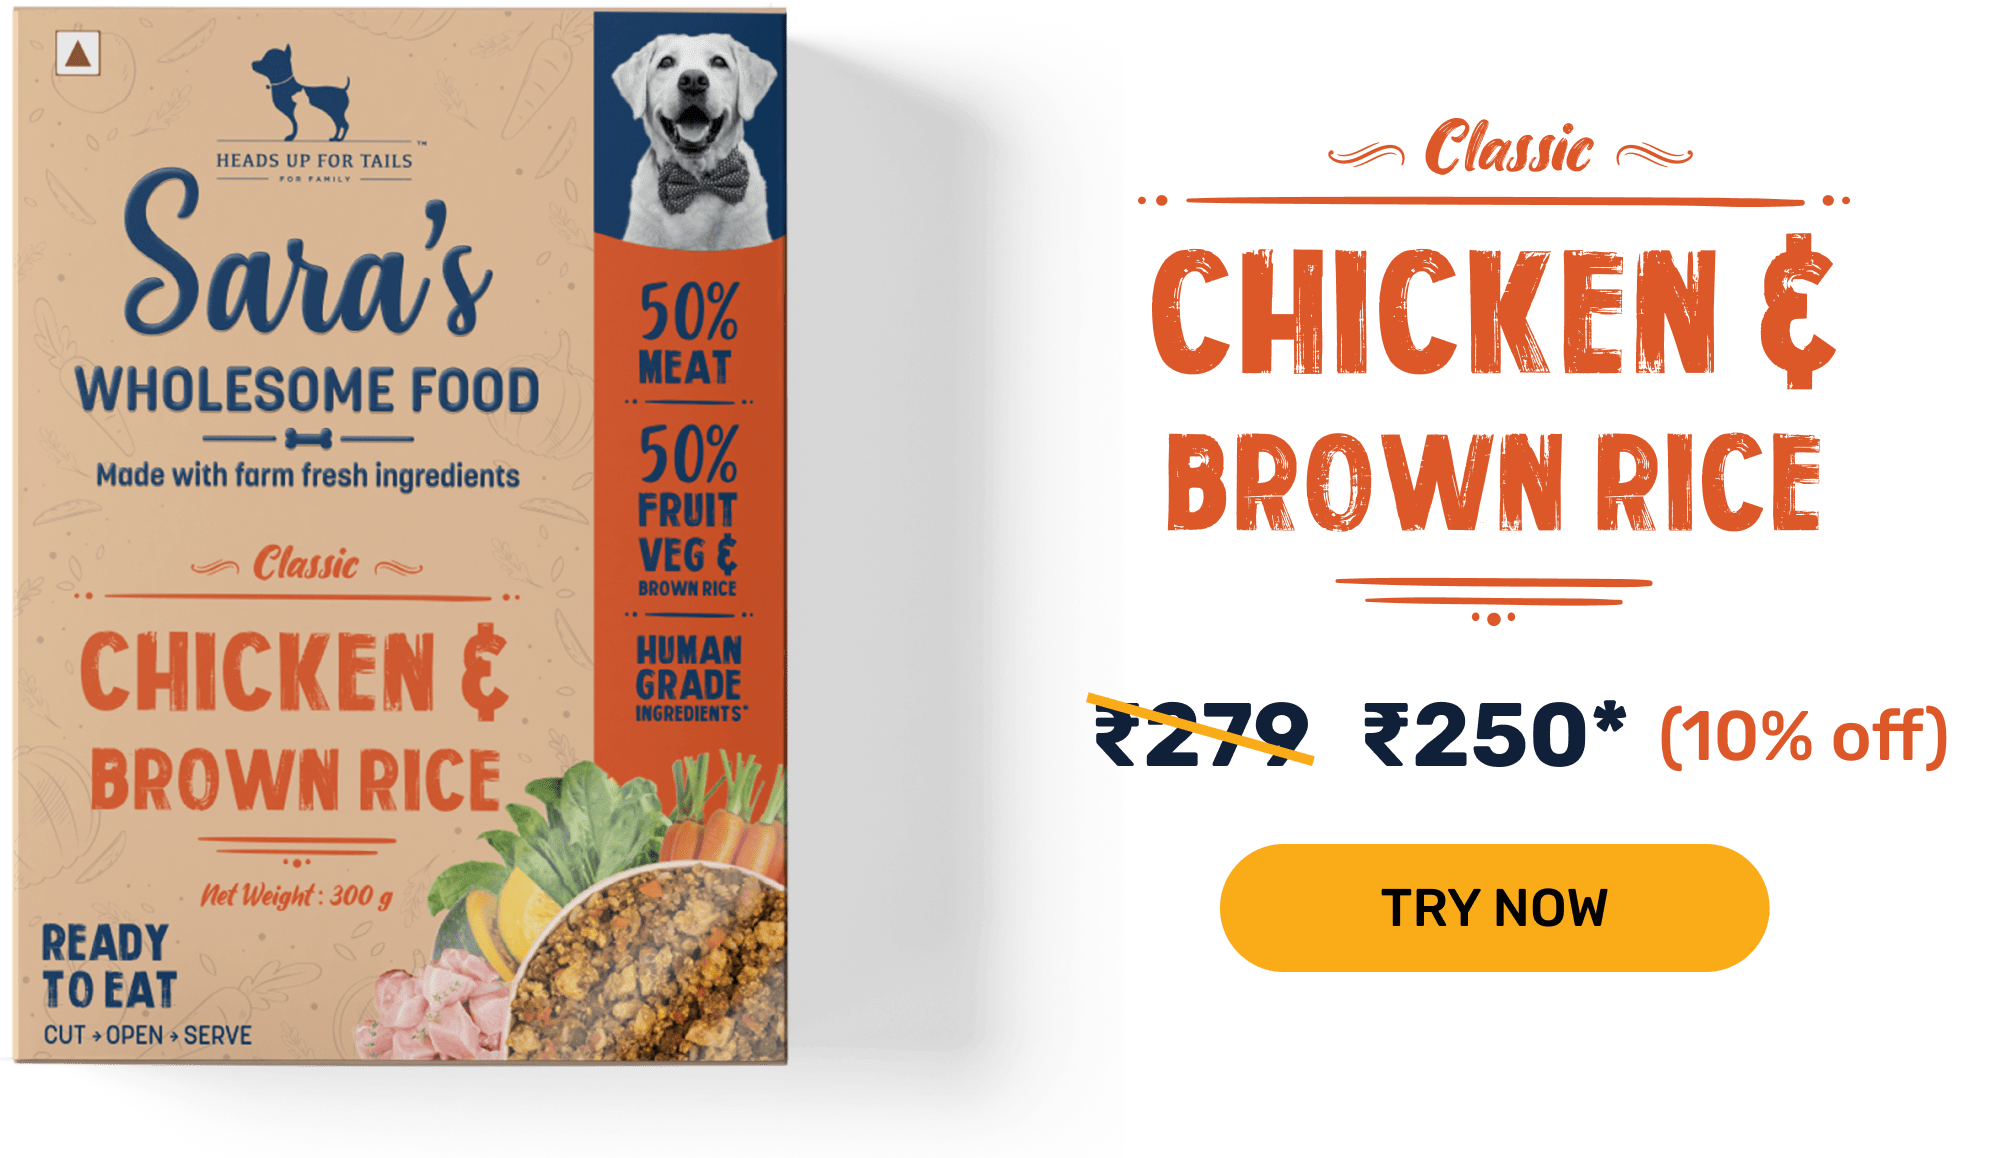 HEADS UP FOR TAILS ™
FOR FAMILY
Sara's
WHOLESOME FOOD
Made with farm fresh ingredients
Classic
CHICKEN &
BROWN RICE
Net Weight : 300 g
READY
TO EAT
CUT → OPEN → SERVE
50%
MEAT
50%
FRUIT
VEG &
BROWN RICE
HUMAN
GRADE
INGREDIENTS*
Classic
CHICKEN &
BROWN RICE
₹279 ₹250* (10% off)
TRY NOW